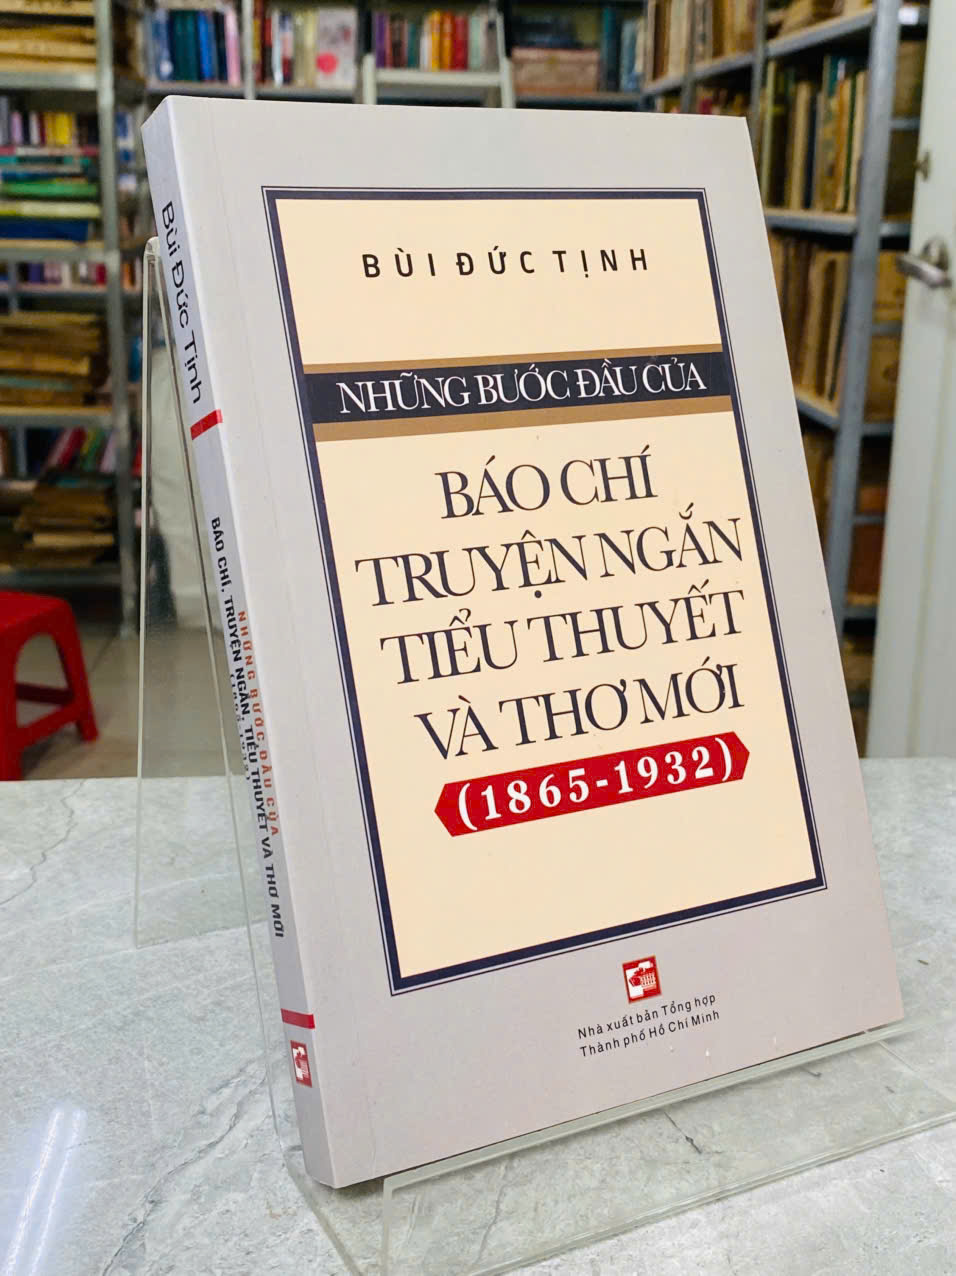 BÙI ĐỨC TỊNH
NHỮNG BƯỚC ĐẦU CỦA
BÁO CHÍ
TRUYỆN NGẮN
TIỂU THUYẾT
VÀ THƠ MỚI
(1865-1932)
Nhà xuất bản Tổng hợp
Thành phố Hồ Chí Minh
Bùi Đức Tịnh
NHỮNG BƯỚC ĐẦU CỦA
BÁO CHÍ, TRUYỆN NGẮN, TIỂU THUYẾT VÀ THƠ MỚI
(1865-1932)